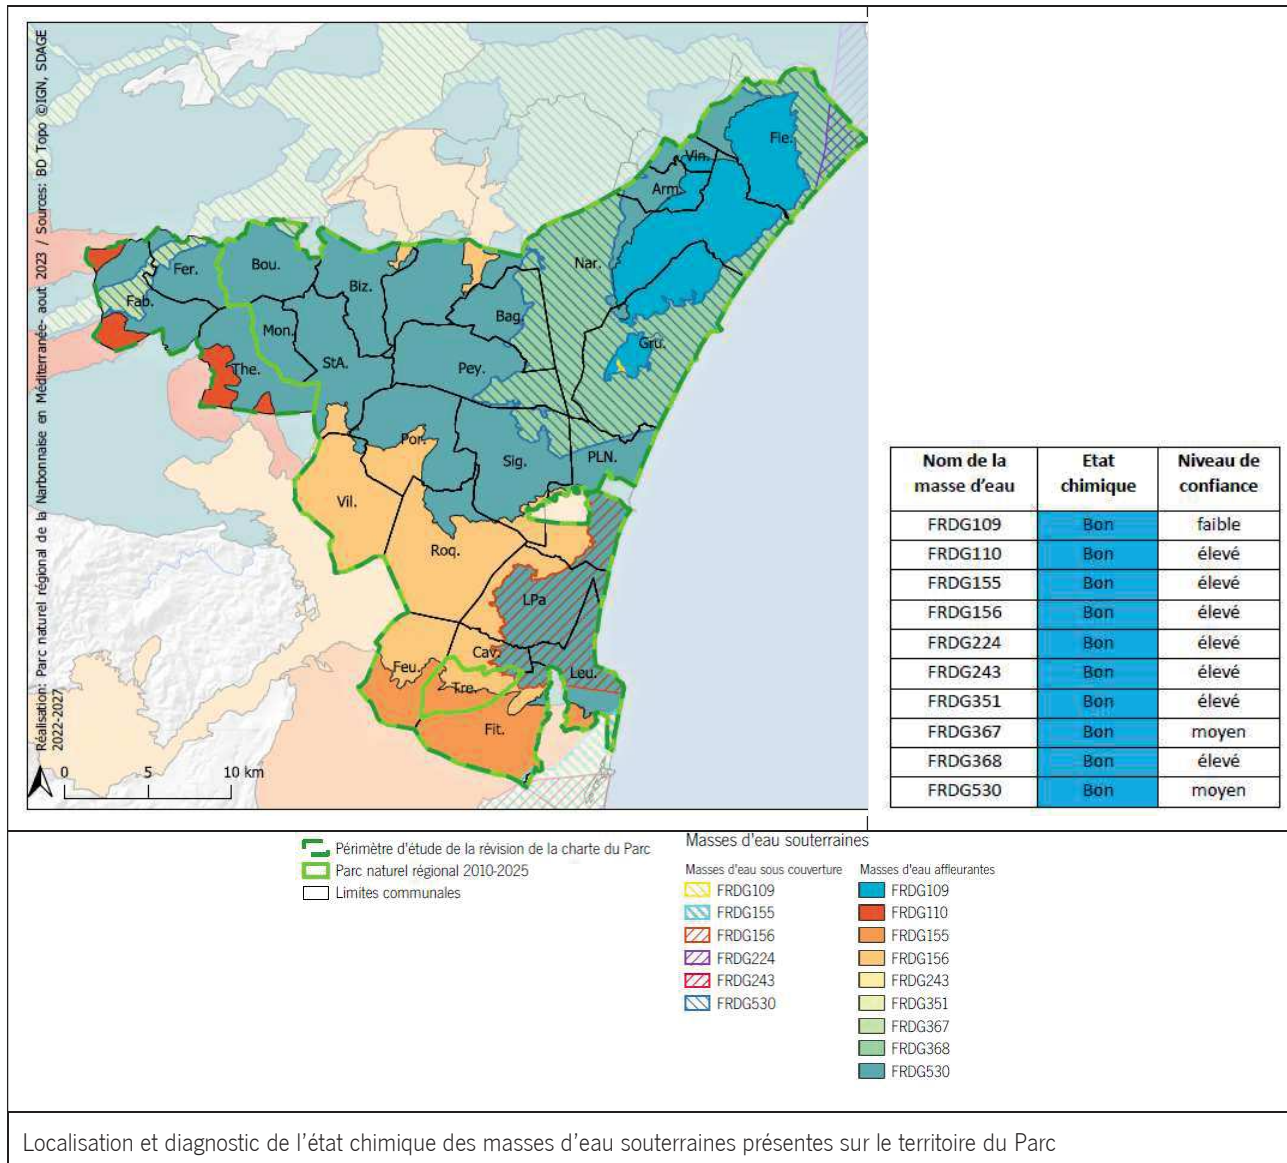 Réalisation: Parc naturel régional de la Narbonnaise en Méditerranée- aout 2023 / Sources: BD Topo ©IGN, SDAGE
2022-2027
Fie.
Vin.
Arm.
Nar.
Fer.
Bou.
Biz.
Fab.
Bag.
Mon.
Gru.
The.
StA.
Pey.
Por.
Sig.
PLN.
Vil.
Roq.
LPa
Cav.
Feu.
Leu.
Tre.
Fit.
0 5 10 km
Nom de la masse d'eau Etat chimique Niveau de confiance
FRDG109 Bon faible
FRDG110 Bon élevé
FRDG155 Bon élevé
FRDG156 Bon élevé
FRDG224 Bon élevé
FRDG243 Bon élevé
FRDG351 Bon élevé
FRDG367 Bon moyen
FRDG368 Bon élevé
FRDG530 Bon moyen
Périmètre d'étude de la révision de la charte du Parc
Parc naturel régional 2010-2025
Limites communales
Masses d'eau souterraines
Masses d'eau sous couverture
FRDG109
FRDG155
FRDG156
FRDG224
FRDG243
FRDG530
Masses d'eau affleurantes
FRDG109
FRDG110
FRDG155
FRDG156
FRDG243
FRDG351
FRDG367
FRDG368
FRDG530
Localisation et diagnostic de l'état chimique des masses d'eau souterraines présentes sur le territoire du Parc